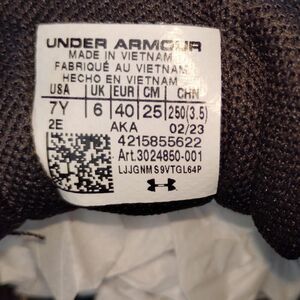 UNDER ARMOUR
MADE IN VIETNAM
FABRIQUÉ AU VIETNAM
HECHO EN VIETNAM
USA UK EUR CM CHN
7Y 6 40 25 250(3.5)
2E AKA 02/23
4215855622
Art.3024850-001
LJJGNMS9VTGL64P